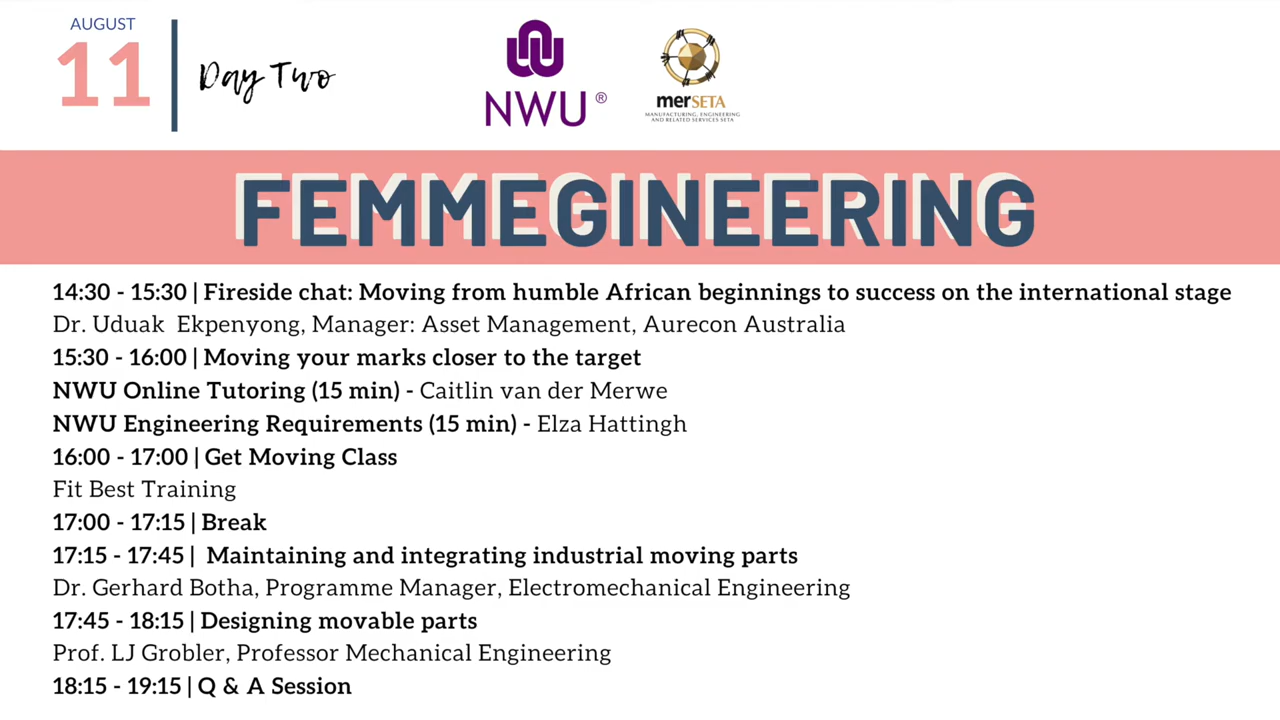 AUGUST
11
Day Two
NWU®
merSETA
MANUFACTURING, ENGINEERING
AND RELATED SERVICES SETA
FEMMEGINEERING
14:30 - 15:30 | Fireside chat: Moving from humble African beginnings to success on the international stage
Dr. Uduak Ekpenyong, Manager: Asset Management, Aurecon Australia
15:30 - 16:00 | Moving your marks closer to the target
NWU Online Tutoring (15 min) - Caitlin van der Merwe
NWU Engineering Requirements (15 min) - Elza Hattingh
16:00 - 17:00 | Get Moving Class
Fit Best Training
17:00 - 17:15 | Break
17:15 - 17:45 | Maintaining and integrating industrial moving parts
Dr. Gerhard Botha, Programme Manager, Electromechanical Engineering
17:45 - 18:15 | Designing movable parts
Prof. LJ Grobler, Professor Mechanical Engineering
18:15 - 19:15 | Q & A Session